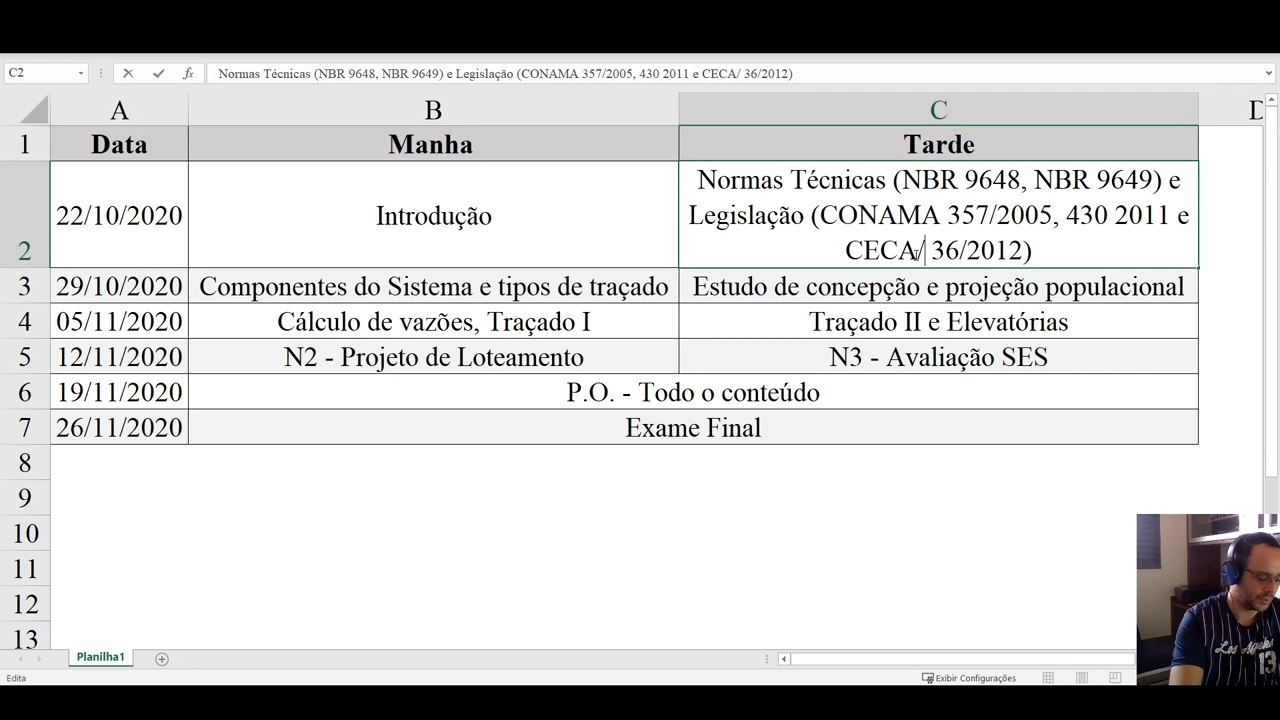 C2
fx
Normas Técnicas (NBR 9648, NBR 9649) e Legislação (CONAMA 357/2005, 430 2011 e CECA/ 36/2012)
A B C D
1 Data Manha Tarde
2 22/10/2020 Introdução Normas Técnicas (NBR 9648, NBR 9649) e
Legislação (CONAMA 357/2005, 430 2011 e
CECA/ 36/2012)
3 29/10/2020 Componentes do Sistema e tipos de traçado Estudo de concepção e projeção populacional
4 05/11/2020 Cálculo de vazões, Traçado I Traçado II e Elevatórias
5 12/11/2020 N2 - Projeto de Loteamento N3 - Avaliação SES
6 19/11/2020 P.O. - Todo o conteúdo
7 26/11/2020 Exame Final
8
9
10
11
12
13
Planilha1
Edita
Exibir Configurações
Los Angeles
13